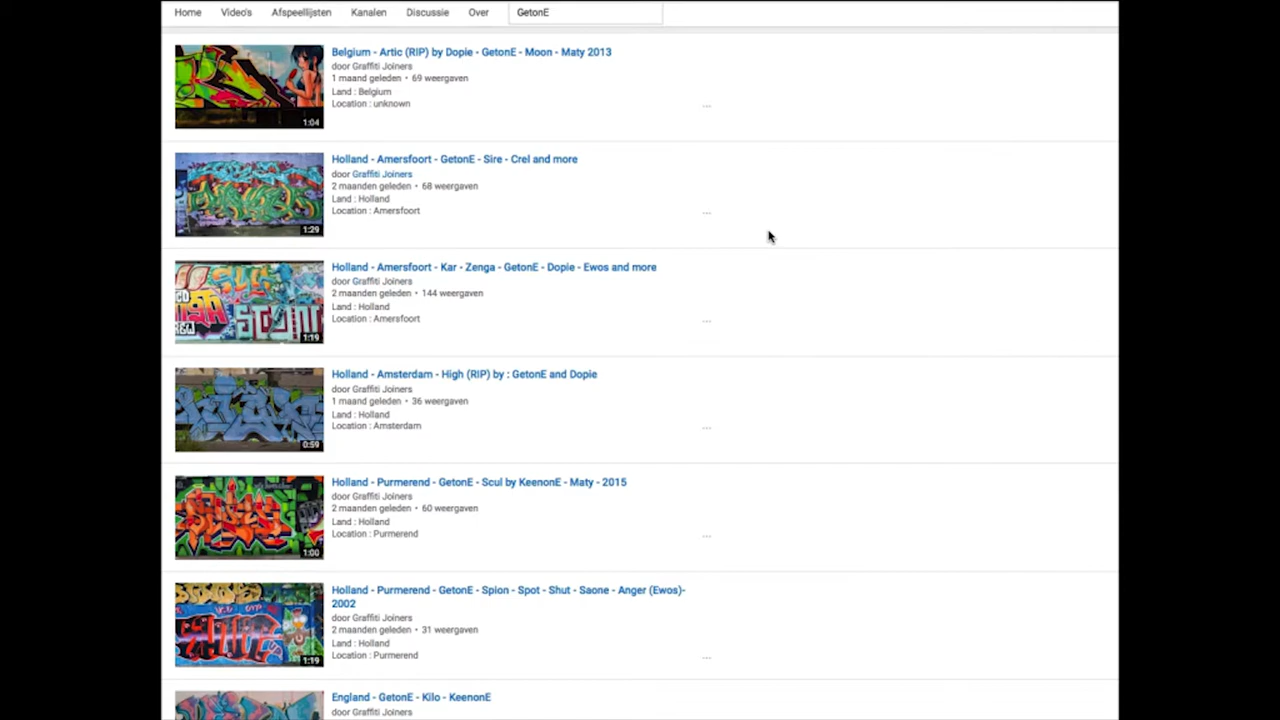 Home Video's Afspeellijsten Kanalen Discussie Over GetonE
Belgium - Artic (RIP) by Dopie - GetonE - Moon - Maty 2013
door Graffiti Joiners
1 maand geleden • 69 weergaven
Land : Belgium
Location : unknown
...
1:04
Holland - Amersfoort - GetonE - Sire - Crel and more
door Graffiti Joiners
2 maanden geleden • 68 weergaven
Land : Holland
Location : Amersfoort
...
1:29
Holland - Amersfoort - Kar - Zenga - GetonE - Dopie - Ewos and more
door Graffiti Joiners
2 maanden geleden • 144 weergaven
Land : Holland
Location : Amersfoort
...
1:19
Holland - Amsterdam - High (RIP) by : GetonE and Dopie
door Graffiti Joiners
1 maand geleden • 36 weergaven
Land : Holland
Location : Amsterdam
...
0:59
Holland - Purmerend - GetonE - Scul by KeenonE - Maty - 2015
door Graffiti Joiners
2 maanden geleden • 60 weergaven
Land : Holland
Location : Purmerend
...
1:00
Holland - Purmerend - GetonE - Spion - Spot - Shut - Saone - Anger (Ewos)-
2002
door Graffiti Joiners
2 maanden geleden • 31 weergaven
Land : Holland
Location : Purmerend
...
1:19
England - GetonE - Kilo - KeenonE
door Graffiti Joiners